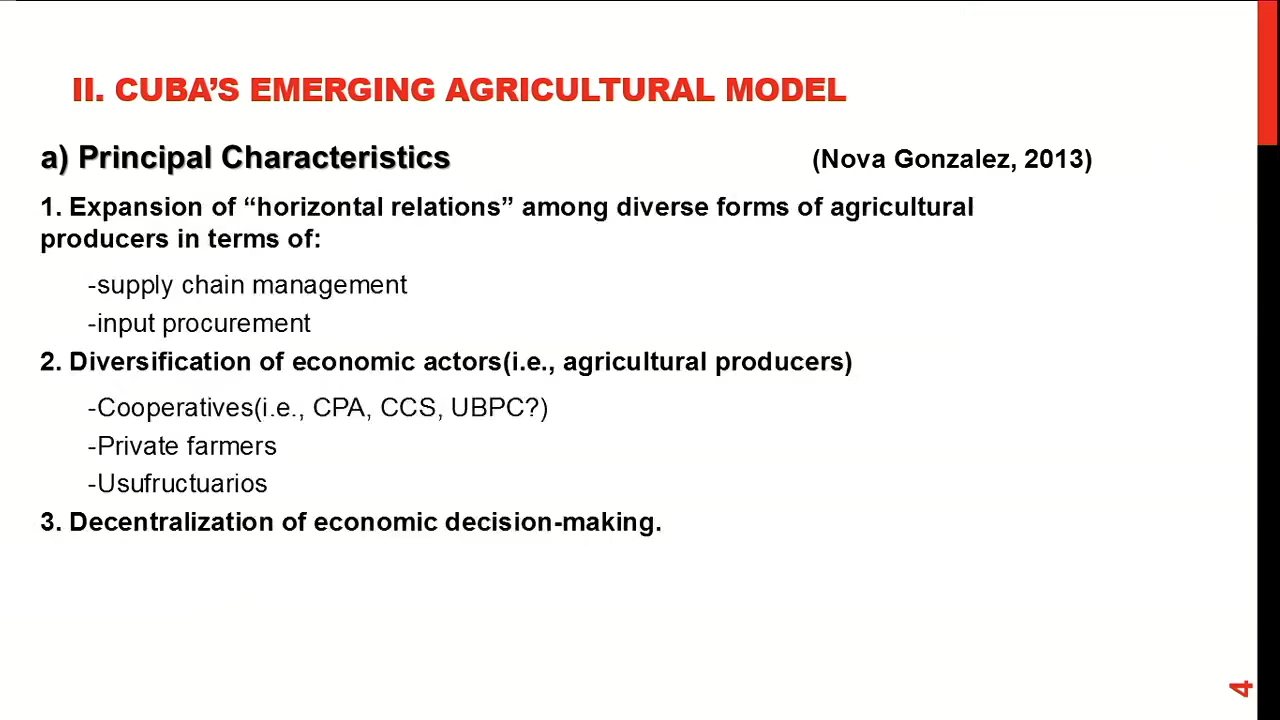 II. CUBA’S EMERGING AGRICULTURAL MODEL
a) Principal Characteristics (Nova Gonzalez, 2013)
1. Expansion of “horizontal relations” among diverse forms of agricultural
producers in terms of:
-supply chain management
-input procurement
2. Diversification of economic actors(i.e., agricultural producers)
-Cooperatives(i.e., CPA, CCS, UBPC?)
-Private farmers
-Usufructuarios
3. Decentralization of economic decision-making.
4